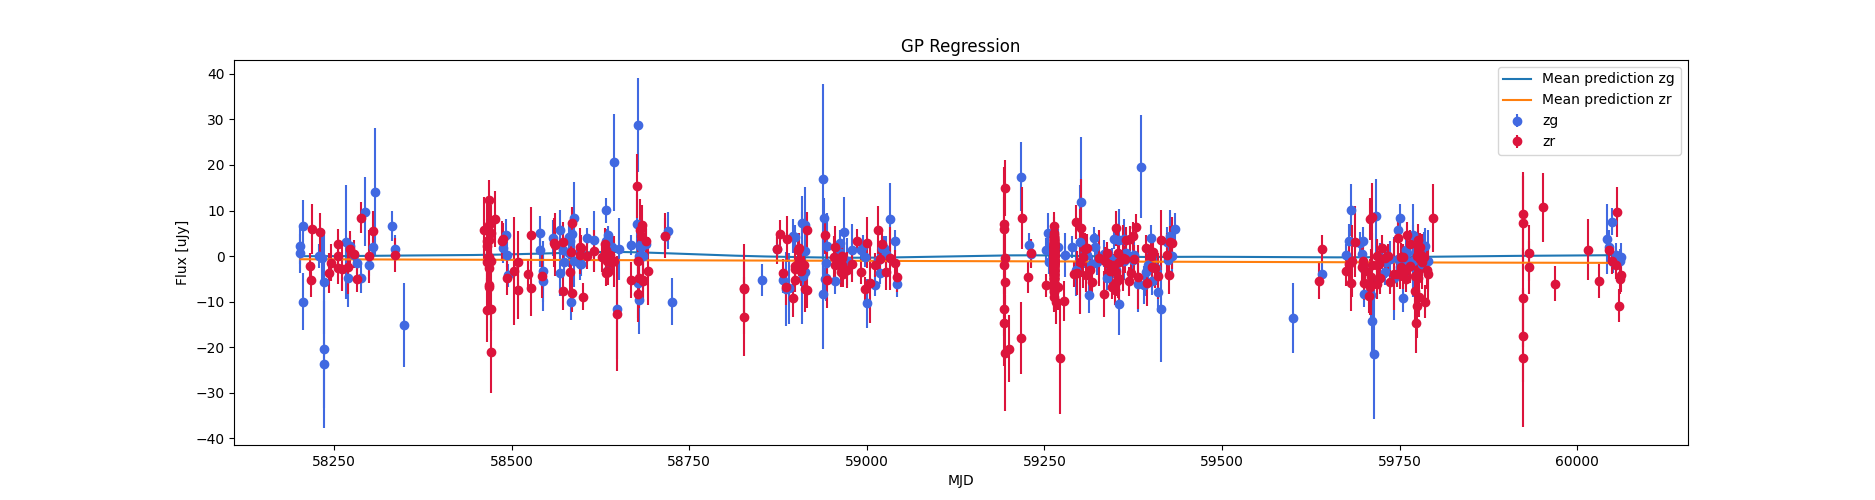 GP Regression
Flux [uJy]
40
30
20
10
0
−10
−20
−30
−40
Mean prediction zg
Mean prediction zr
zg
zr
58250
58500
58750
59000
59250
59500
59750
60000
MJD